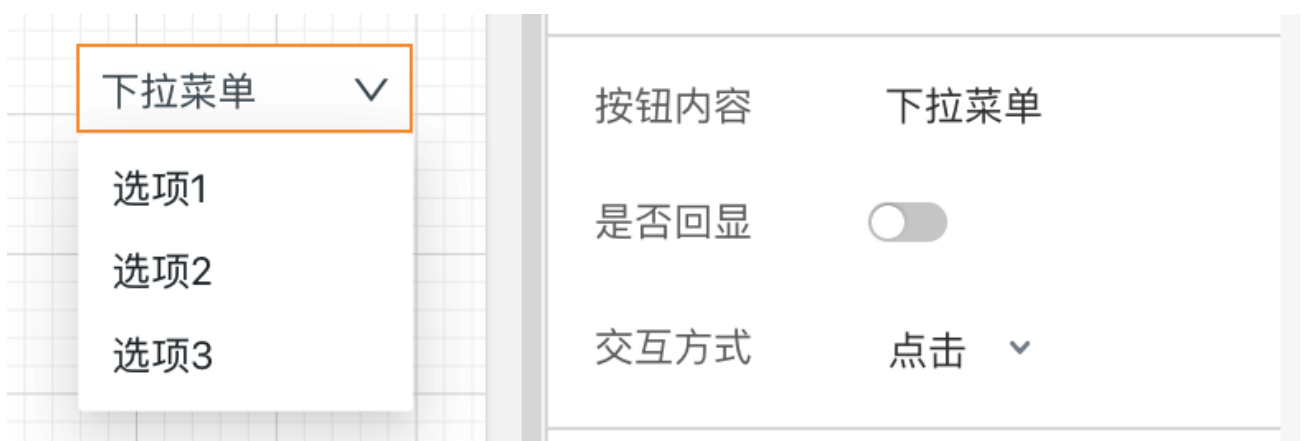 下拉菜单
选项1
选项2
选项3
按钮内容 下拉菜单
是否回显
交互方式 点击